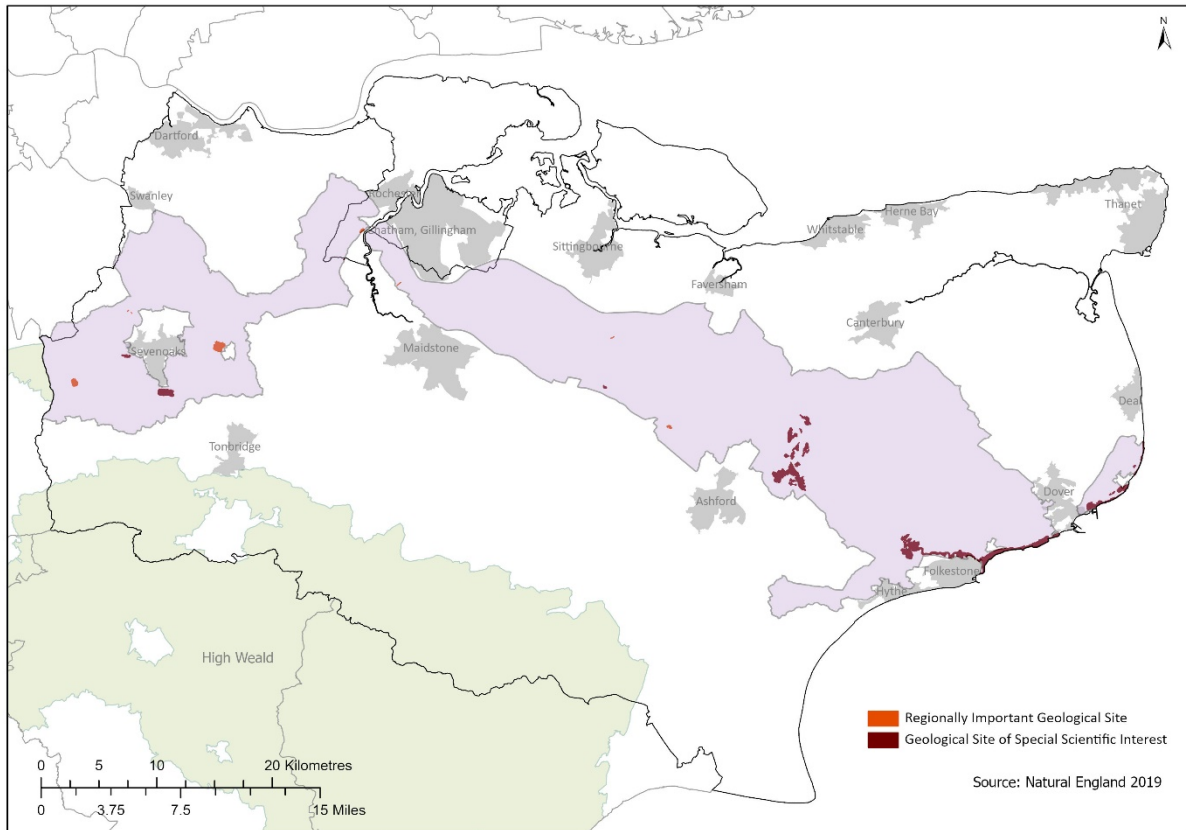 N
Dartford
Swanley
Rochester
Chatham, Gillingham
Sittingbourne
Faversham
Whitstable
Herne Bay
Thanet
Canterbury
Sevenoaks
Maidstone
Deal
Tonbridge
Ashford
Dover
Folkestone
Hythe
High Weald
Regionally Important Geological Site
Geological Site of Special Scientific Interest
Source: Natural England 2019
0 5 10 20 Kilometres
0 3.75 7.5 15 Miles